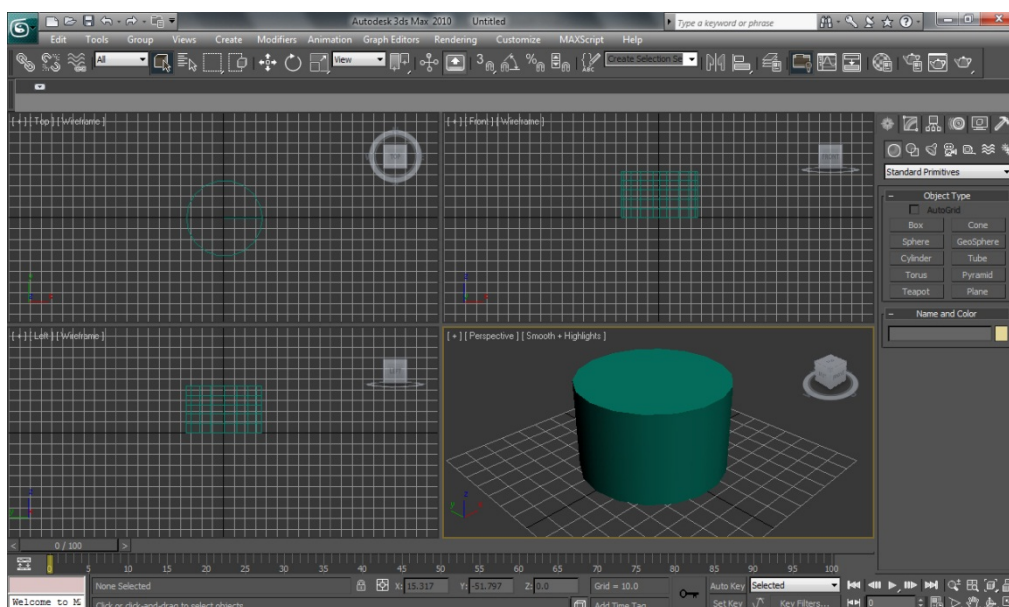 Autodesk 3ds Max 2010 Untitled
Type a keyword or phrase
Edit Tools Group Views Create Modifiers Animation Graph Editors Rendering Customize MAXScript Help
All
View
Create Selection Se
[ + ] [ Top ] [ Wireframe ]
TOP
[ + ] [ Front ] [ Wireframe ]
FRONT
[ + ] [ Left ] [ Wireframe ]
[ + ] [ Perspective ] [ Smooth + Highlights ]
Standard Primitives
Object Type
AutoGrid
Box Cone
Sphere GeoSphere
Cylinder Tube
Torus Pyramid
Teapot Plane
Name and Color
0 / 100
0 5 10 15 20 25 30 35 40 45 50 55 60 65 70 75 80 85 90 95 100
None Selected X: 15.317 Y: -51.797 Z: 0.0 Grid = 10.0 Auto Key Selected
Welcome to M Click or click-and-drag to select objects Add Time Tag Set Key Key Filters... 0